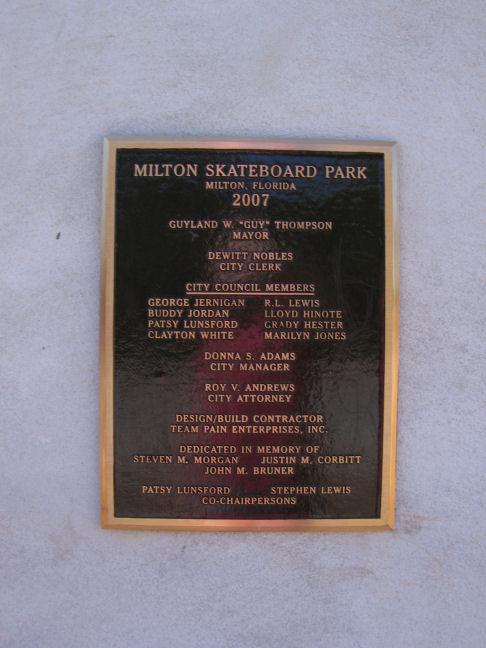 MILTON SKATEBOARD PARK
MILTON, FLORIDA
2007
GUYLAND W. "GUY" THOMPSON
MAYOR
DEWITT NOBLES
CITY CLERK
CITY COUNCIL MEMBERS
GEORGE JERNIGAN R.L. LEWIS
BUDDY JORDAN LLOYD HINOTE
PATSY LUNSFORD GRADY HESTER
CLAYTON WHITE MARILYN JONES
DONNA S. ADAMS
CITY MANAGER
ROY V. ANDREWS
CITY ATTORNEY
DESIGN/BUILD CONTRACTOR
TEAM PAIN ENTERPRISES, INC.
DEDICATED IN MEMORY OF
STEVEN M. MORGAN JUSTIN M. CORBITT
JOHN M. BRUNER
PATSY LUNSFORD STEPHEN LEWIS
CO-CHAIRPERSONS